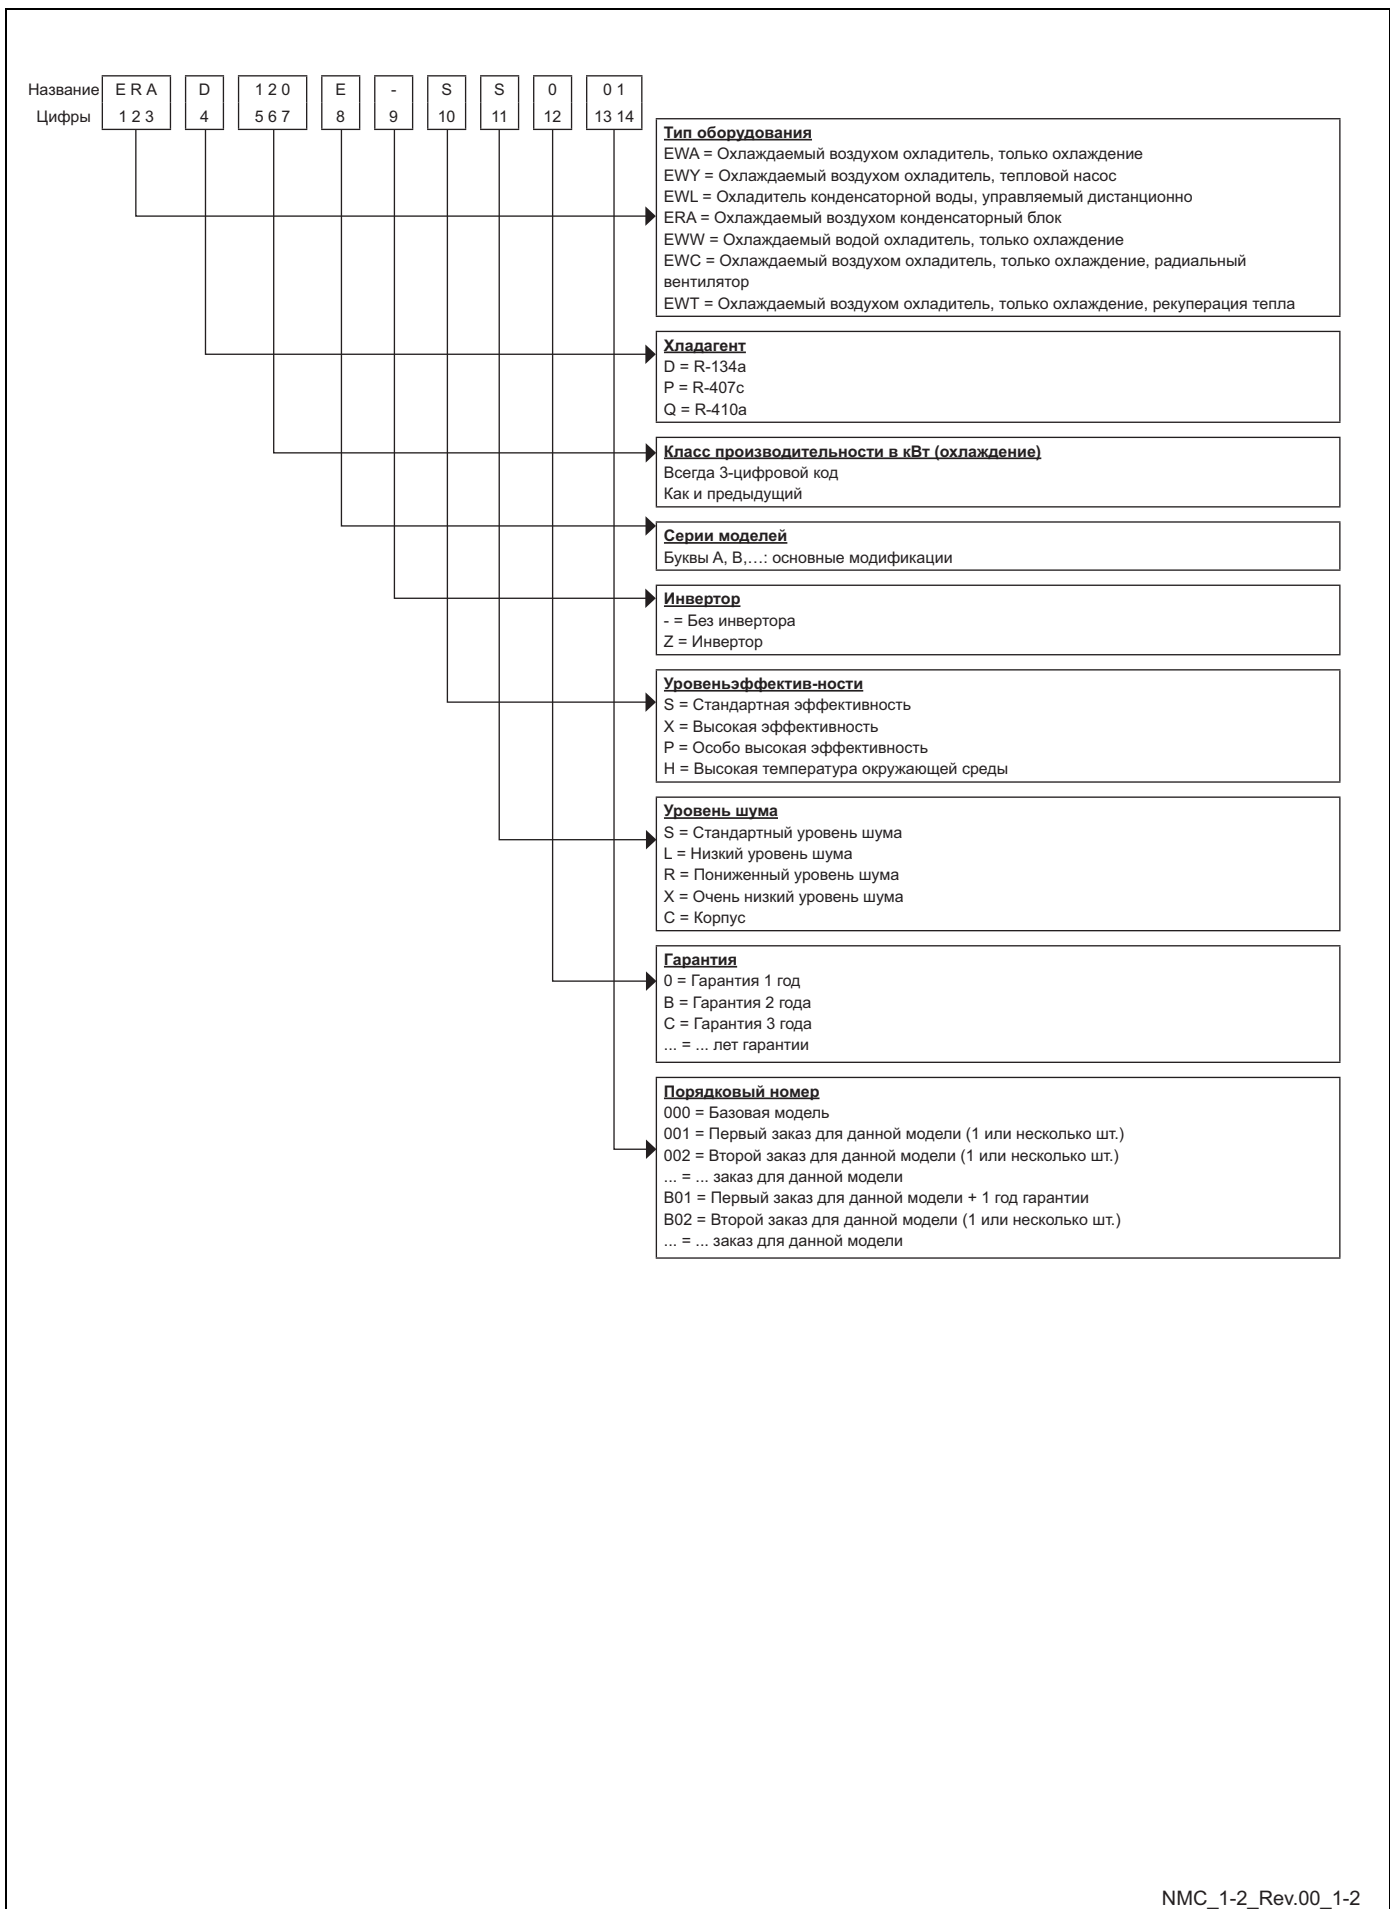 Название E R A D 1 2 0 E - S S 0 0 1
Цифры 1 2 3 4 5 6 7 8 9 10 11 12 13 14
Тип оборудования
EWA = Охлаждаемый воздухом охладитель, только охлаждение
EWY = Охлаждаемый воздухом охладитель, тепловой насос
EWL = Охладитель конденсаторной воды, управляемый дистанционно
ERA = Охлаждаемый воздухом конденсаторный блок
EWW = Охлаждаемый водой охладитель, только охлаждение
EWC = Охлаждаемый воздухом охладитель, только охлаждение, радиальный
вентилятор
EWT = Охлаждаемый воздухом охладитель, только охлаждение, рекуперация тепла
Хладагент
D = R-134a
P = R-407c
Q = R-410a
Класс производительности в кВт (охлаждение)
Всегда 3-цифровой код
Как и предыдущий
Серии моделей
Буквы А, В,…: основные модификации
Инвертор
- = Без инвертора
Z = Инвертор
Уровеньэффектив-ности
S = Стандартная эффективность
X = Высокая эффективность
P = Особо высокая эффективность
H = Высокая температура окружающей среды
Уровень шума
S = Стандартный уровень шума
L = Низкий уровень шума
R = Пониженный уровень шума
X = Очень низкий уровень шума
C = Корпус
Гарантия
0 = Гарантия 1 год
B = Гарантия 2 года
C = Гарантия 3 года
... = ... лет гарантии
Порядковый номер
000 = Базовая модель
001 = Первый заказ для данной модели (1 или несколько шт.)
002 = Второй заказ для данной модели (1 или несколько шт.)
... = ... заказ для данной модели
B01 = Первый заказ для данной модели + 1 год гарантии
B02 = Второй заказ для данной модели (1 или несколько шт.)
... = ... заказ для данной модели
NMC_1-2_Rev.00_1-2